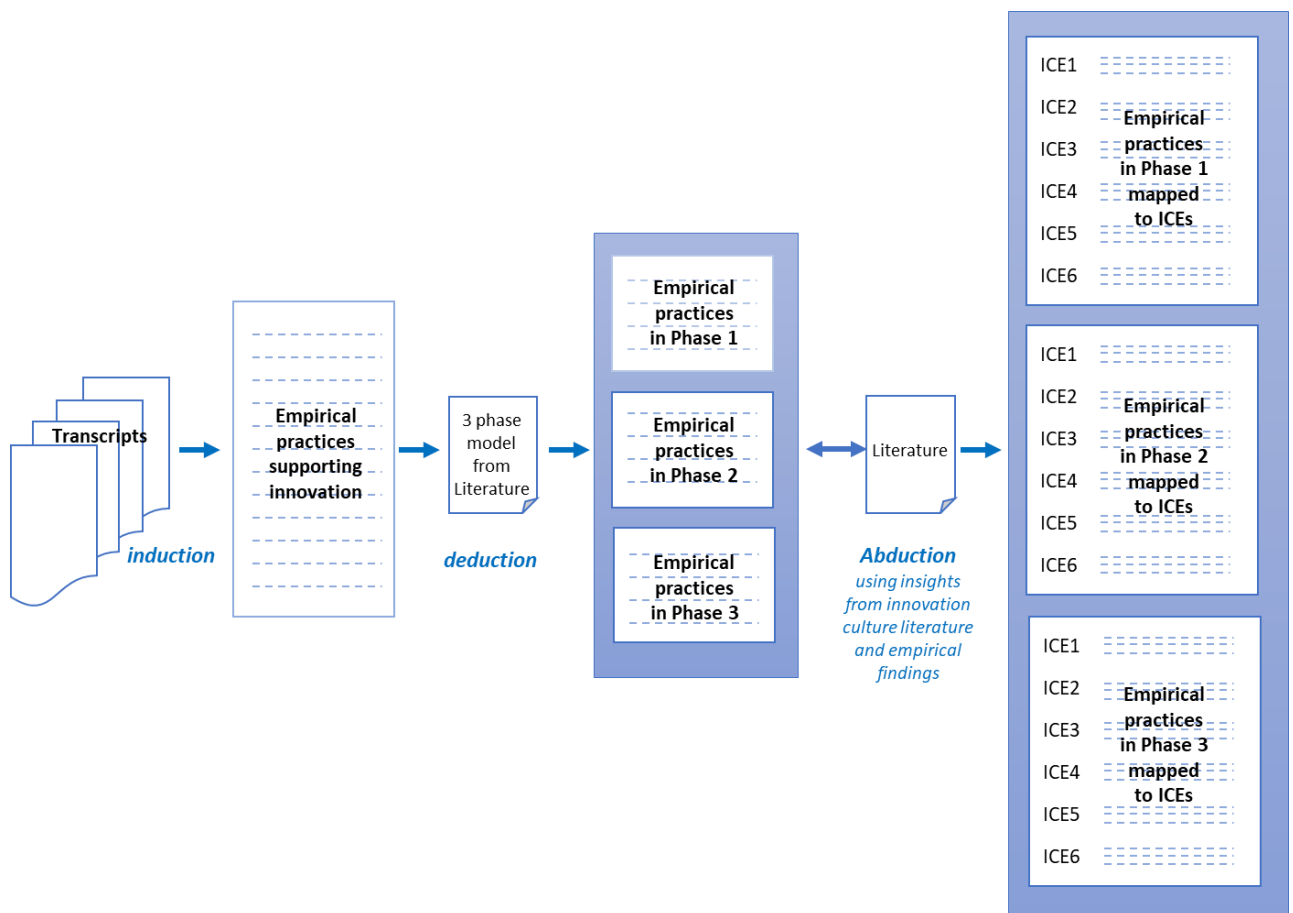 Transcripts
induction
Empirical
practices
supporting
innovation
3 phase
model
from
Literature
deduction
Empirical
practices
in Phase 1
Empirical
practices
in Phase 2
Empirical
practices
in Phase 3
Literature
Abduction
using insights
from innovation
culture literature
and empirical
findings
ICE1
ICE2
ICE3
ICE4
ICE5
ICE6
Empirical
practices
in Phase 1
mapped
to ICEs
ICE1
ICE2
ICE3
ICE4
ICE5
ICE6
Empirical
practices
in Phase 2
mapped
to ICEs
ICE1
ICE2
ICE3
ICE4
ICE5
ICE6
Empirical
practices
in Phase 3
mapped
to ICEs